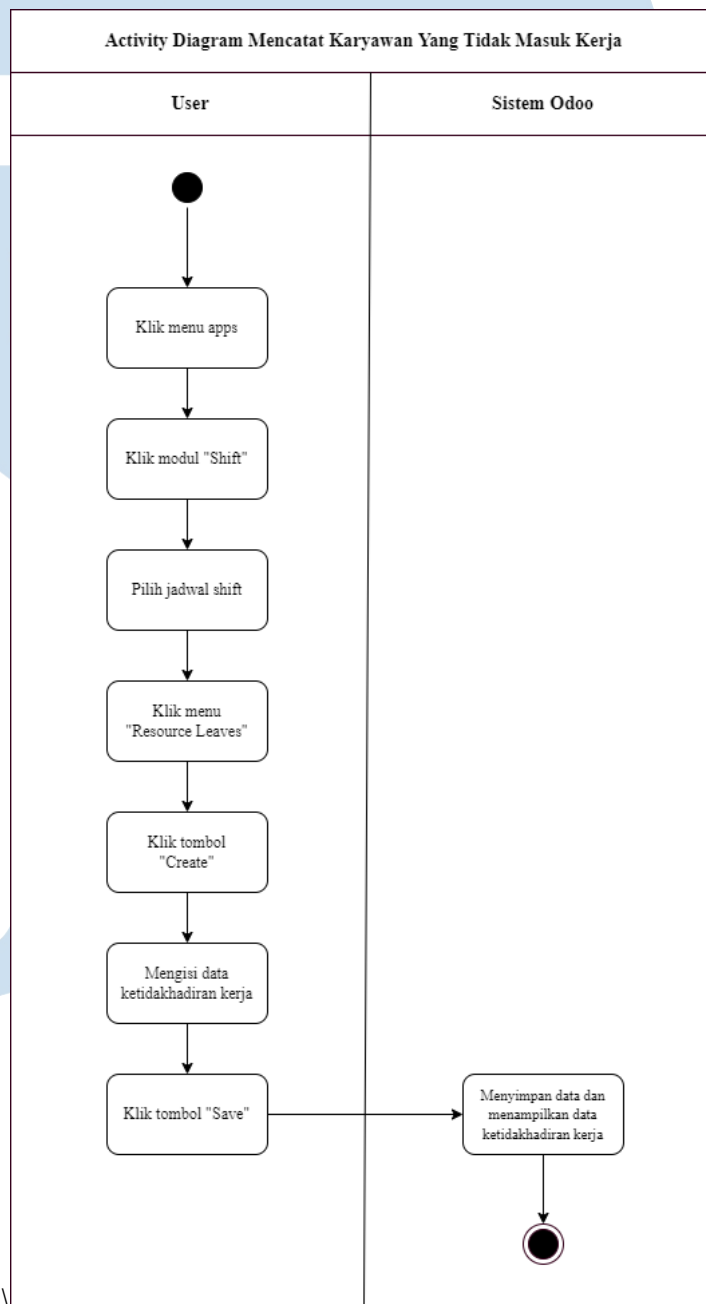 Activity Diagram Mencatat Karyawan Yang Tidak Masuk Kerja
User
Sistem Odoo
Klik menu apps
Klik modul "Shift"
Pilih jadwal shift
Klik menu
"Resource Leaves"
Klik tombol
"Create"
Mengisi data
ketidakhadiran kerja
Klik tombol "Save"
Menyimpan data dan
menampilkan data
ketidakhadiran kerja
\